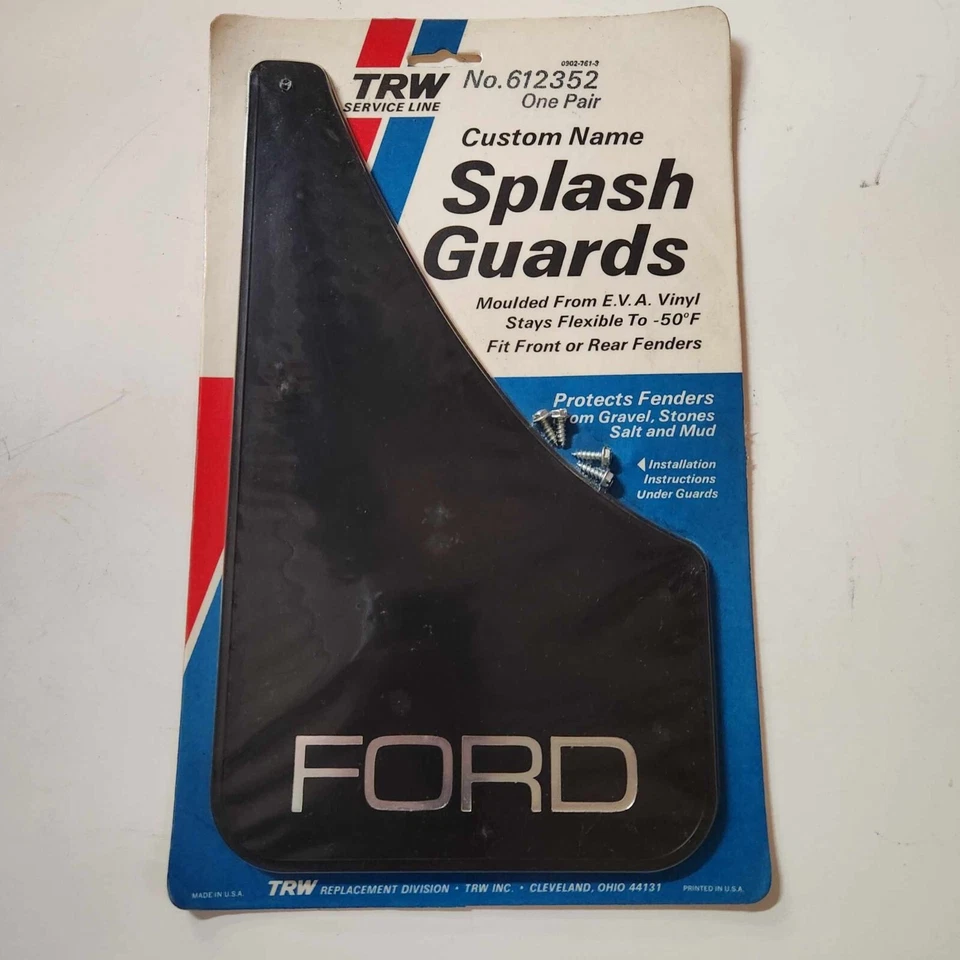 0902-761-3
TRW
SERVICE LINE
No.612352
One Pair
Custom Name
Splash
Guards
Moulded From E.V.A. Vinyl
Stays Flexible To -50°F
Fit Front or Rear Fenders
Protects Fenders
om Gravel, Stones
Salt and Mud
Installation
Instructions
Under Guards
FORD
MADE IN U.S.A.
TRW REPLACEMENT DIVISION • TRW INC. • CLEVELAND, OHIO 44131
PRINTED IN U.S.A.